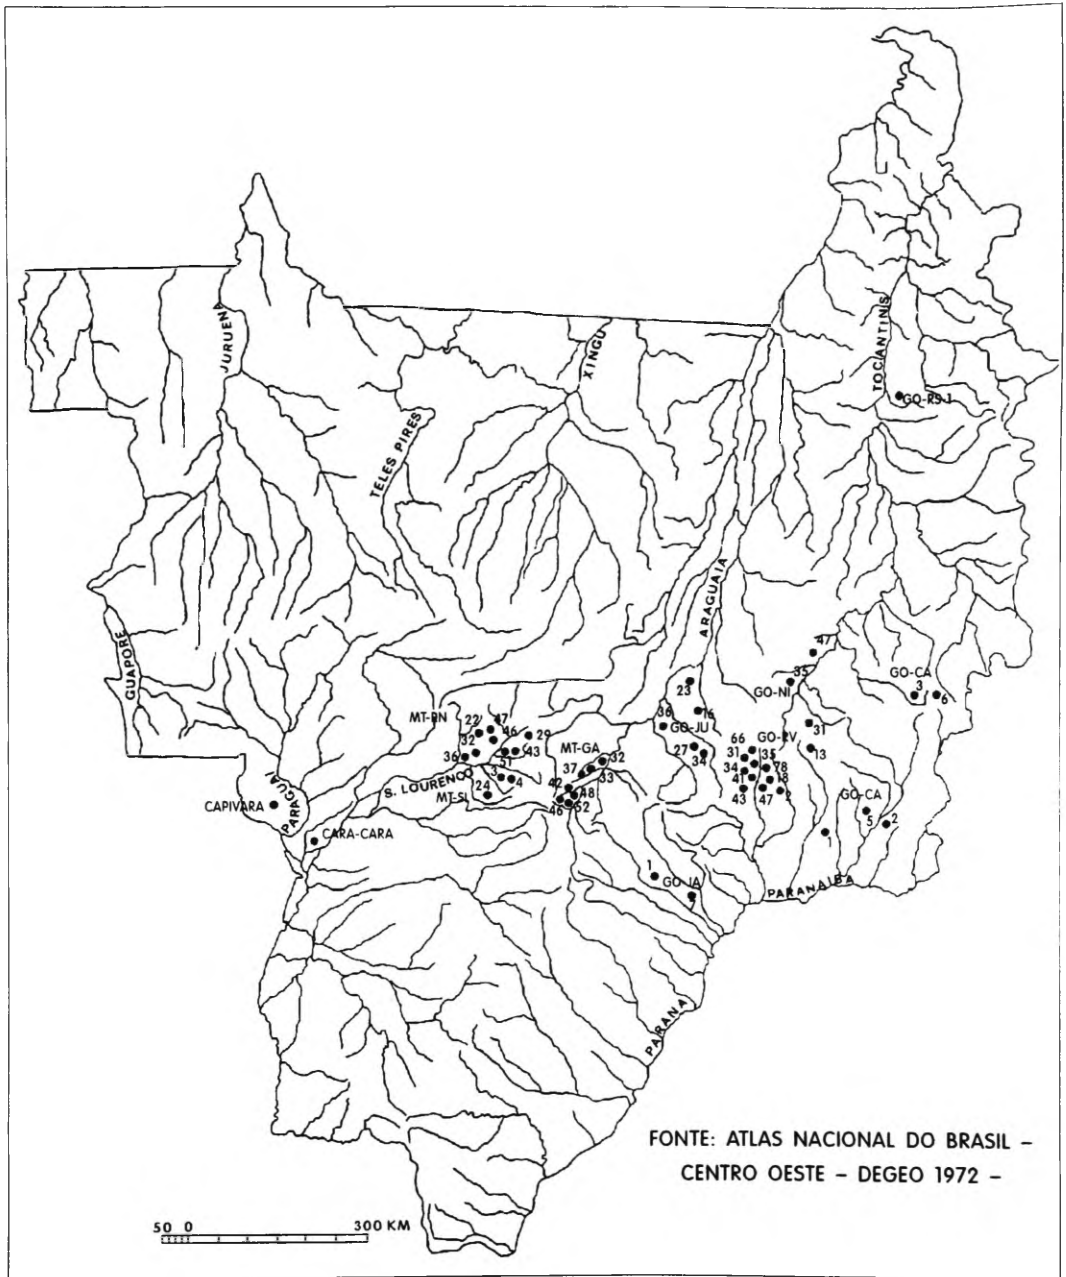 TOCANTINIS
JURUENA
XINGU
GO-RS 1
TELES PIRES
ARAGUAIA
GUAPORE
47
35
GO-NI
GO-CA
3
6
23
16
36
GO-JU
27
34
31
13
MT-RN
22
47
46
32
29
36
51
43
MT-GA
32
37
33
66
GO-RV
31
35
34
78
41
18
43
47
2
S. LOURENÇO
3
4
MT-SL
24
42
48
46
52
GO-CA
5
2
1
CAPIVARA
PARAGUAI
CARA-CARA
1
GO-JA
PARANAIBA
PARANA
FONTE: ATLAS NACIONAL DO BRASIL –
CENTRO OESTE – DEGEO 1972 –
50 0 300 KM